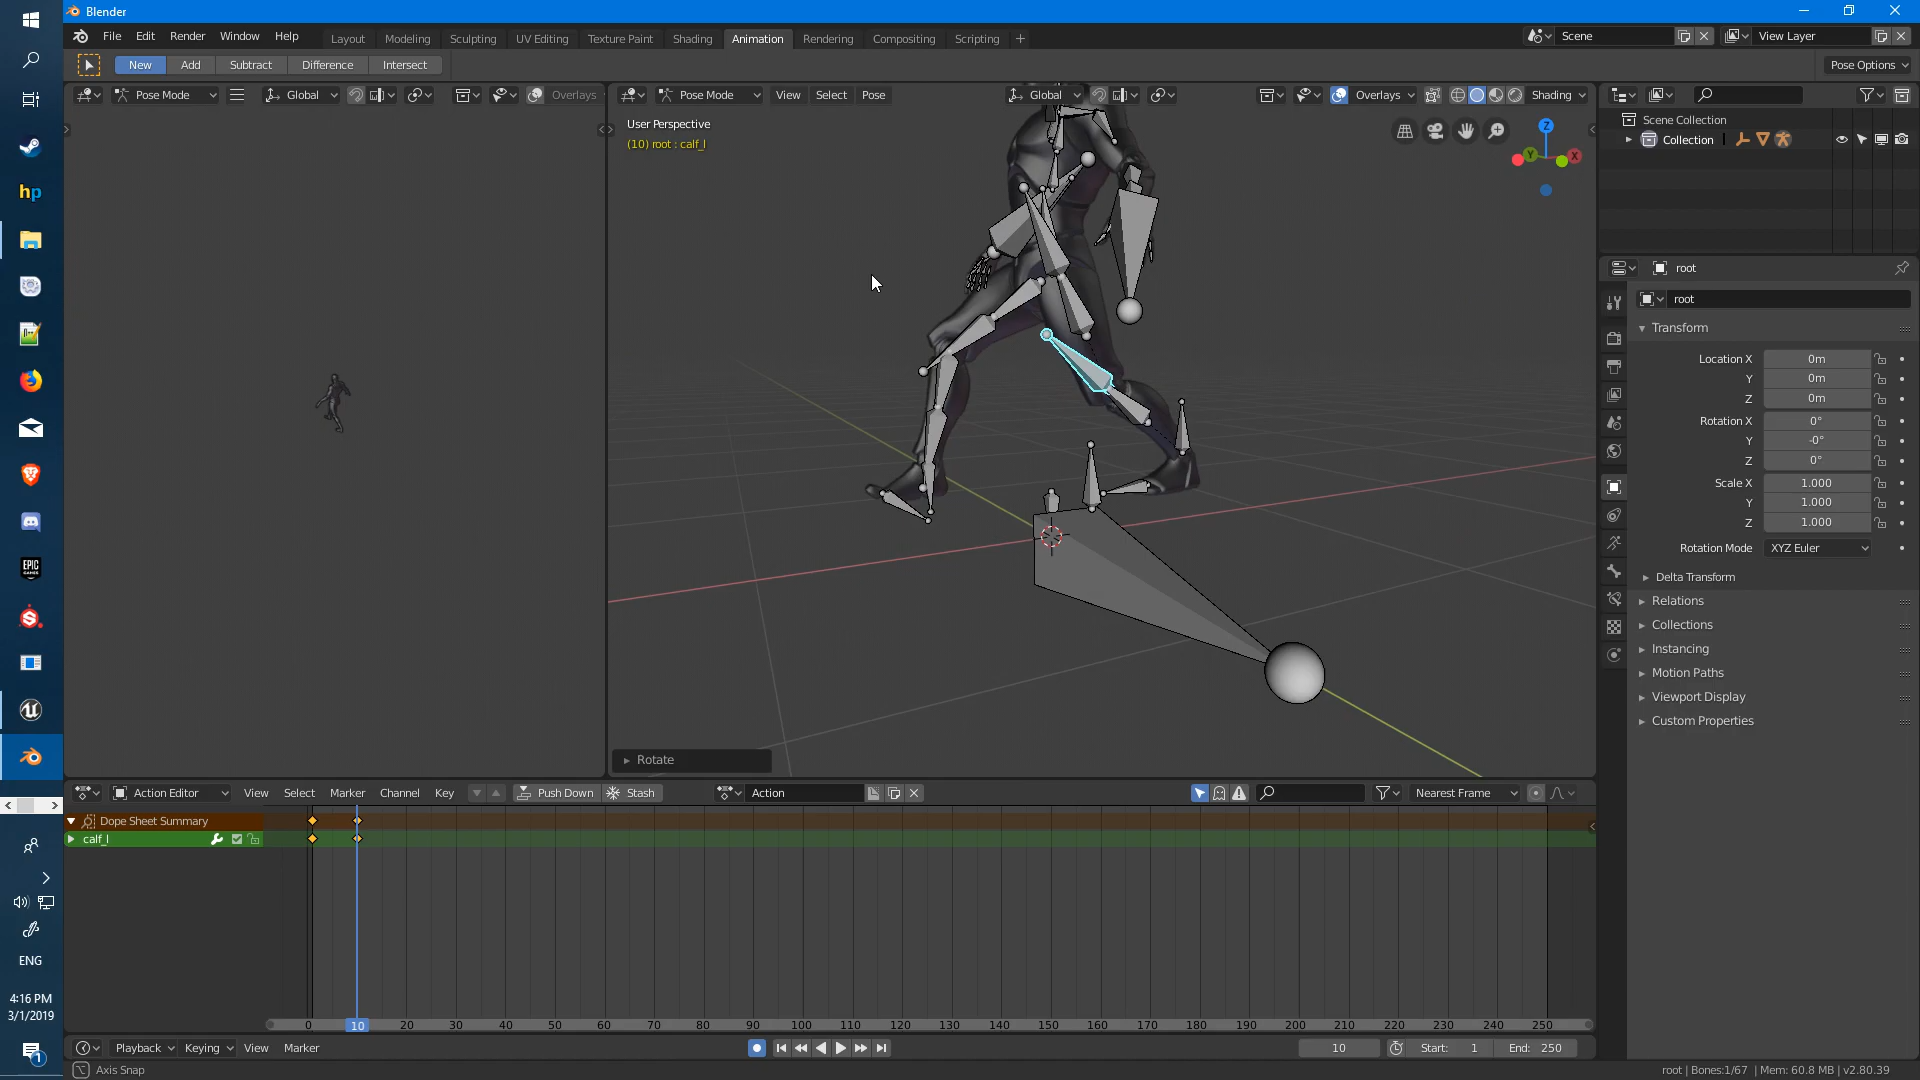 Blender
File Edit Render Window Help
Layout Modeling Sculpting UV Editing Texture Paint Shading Animation Rendering Compositing Scripting +
Scene
View Layer
New Add Subtract Difference Intersect
Pose Options
Pose Mode
Global
Overlays
Pose Mode View Select Pose
Global
Overlays
Shading
User Perspective
(10) root : calf_l
Z
Y
X
Scene Collection
Collection
root
root
Transform
Location X 0m
Y 0m
Z 0m
Rotation X 0°
Y -0°
Z 0°
Scale X 1.000
Y 1.000
Z 1.000
Rotation Mode XYZ Euler
Delta Transform
Relations
Collections
Instancing
Motion Paths
Viewport Display
Custom Properties
Rotate
Action Editor View Select Marker Channel Key Push Down Stash Action Nearest Frame
Dope Sheet Summary
calf_l
0 10 20 30 40 50 60 70 80 90 100 110 120 130 140 150 160 170 180 190 200 210 220 230 240 250
Playback Keying View Marker
10
Start: 1
End: 250
Axis Snap
root | Bones:1/67 | Mem: 60.8 MB | v2.80.39
hp
EPIC
GAMES
ENG
4:16 PM
3/1/2019
1